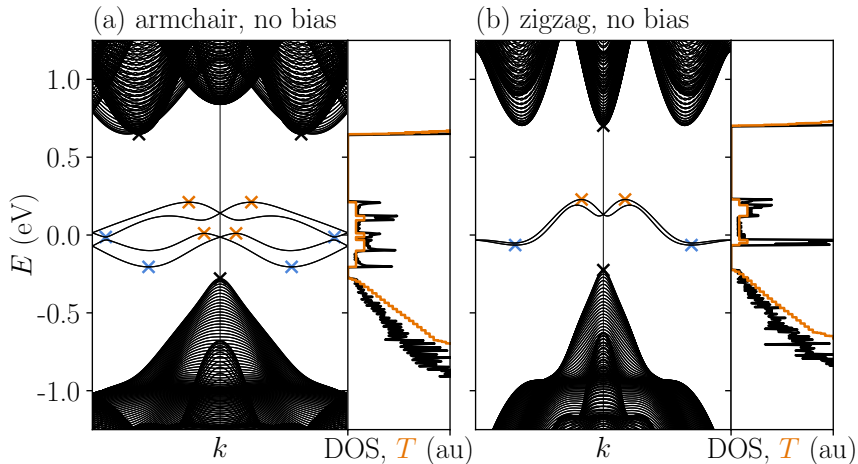 (a) armchair, no bias
(b) zigzag, no bias
E (eV)
1.0
0.5
0.0
-0.5
-1.0
k
DOS, T (au)
k
DOS, T (au)